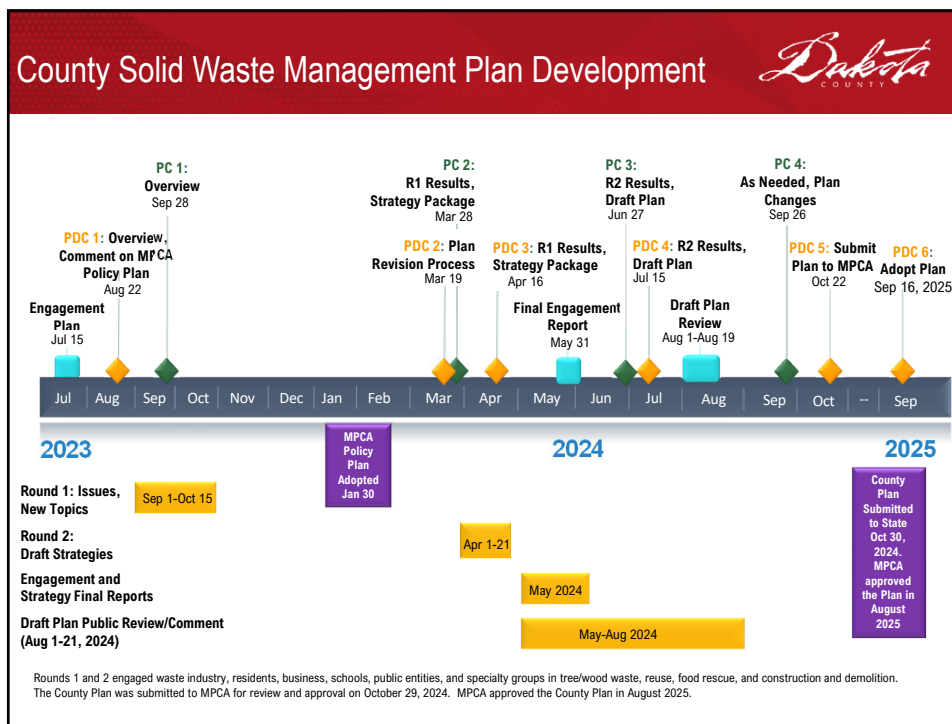 County Solid Waste Management Plan Development
Dakota
COUNTY
PC 1:
Overview
Sep 28
PC 2:
R1 Results,
Strategy Package
Mar 28
PC 3:
R2 Results,
Draft Plan
Jun 27
PC 4:
As Needed, Plan
Changes
Sep 26
PDC 1: Overview,
Comment on MPCA
Policy Plan
Aug 22
PDC 2: Plan
Revision Process
Mar 19
PDC 3: R1 Results,
Strategy Package
Apr 16
PDC 4: R2 Results,
Draft Plan
Jul 15
PDC 5: Submit
Plan to MPCA
Oct 22
PDC 6:
Adopt Plan
Sep 16, 2025
Engagement
Plan
Jul 15
Final Engagement
Report
May 31
Draft Plan
Review
Aug 1-Aug 19
Jul Aug Sep Oct Nov Dec Jan Feb Mar Apr May Jun Jul Aug Sep Oct -- Sep
2023
2024
2025
MPCA
Policy
Plan
Adopted
Jan 30
County
Plan
Submitted
to State
Oct 30,
2024.
MPCA
approved
the Plan in
August
2025
Round 1: Issues,
New Topics
Sep 1-Oct 15
Round 2:
Draft Strategies
Apr 1-21
Engagement and
Strategy Final Reports
May 2024
Draft Plan Public Review/Comment
(Aug 1-21, 2024)
May-Aug 2024
Rounds 1 and 2 engaged waste industry, residents, business, schools, public entities, and specialty groups in tree/wood waste, reuse, food rescue, and construction and demolition.
The County Plan was submitted to MPCA for review and approval on October 29, 2024. MPCA approved the County Plan in August 2025.